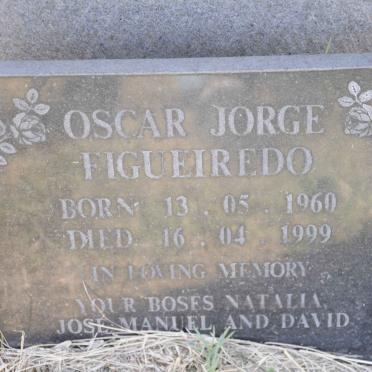 OSCAR JORGE
FIGUEIREDO
BORN 13 . 05 . 1960
DIED 16 . 04 . 1999
IN LOVING MEMORY
YOUR BOSES NATALIA,
JOSE MANUEL AND DAVID